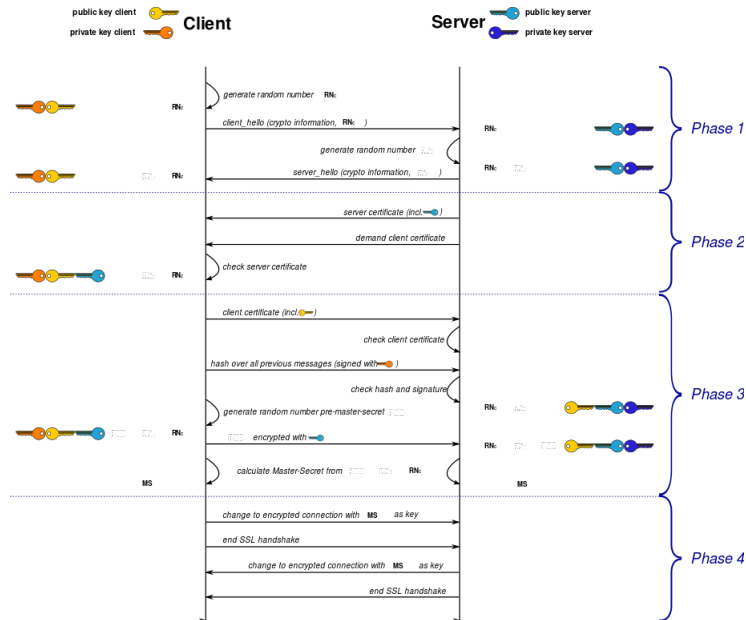 public key client
private key client
Client
Server
public key server
private key server
generate random number RNc
RNc
client_hello (crypto information, RNc )
RNc
Phase 1
generate random number
RNc
RNc
server_hello (crypto Information, )
server certificate (incl. )
demand client certificate
Phase 2
check server certificate
RNc
client certificate (incl. )
check client certificate
hash over all previous messages (signed with )
check hash and signature
Phase 3
generate random number pre-master-secret
RNc
RNc
encrypted with
RNc
calculate Master-Secret from RNc
MS
MS
change to encrypted connection with MS as key
end SSL handshake
Phase 4
change to encrypted connection with MS as key
end SSL handshake